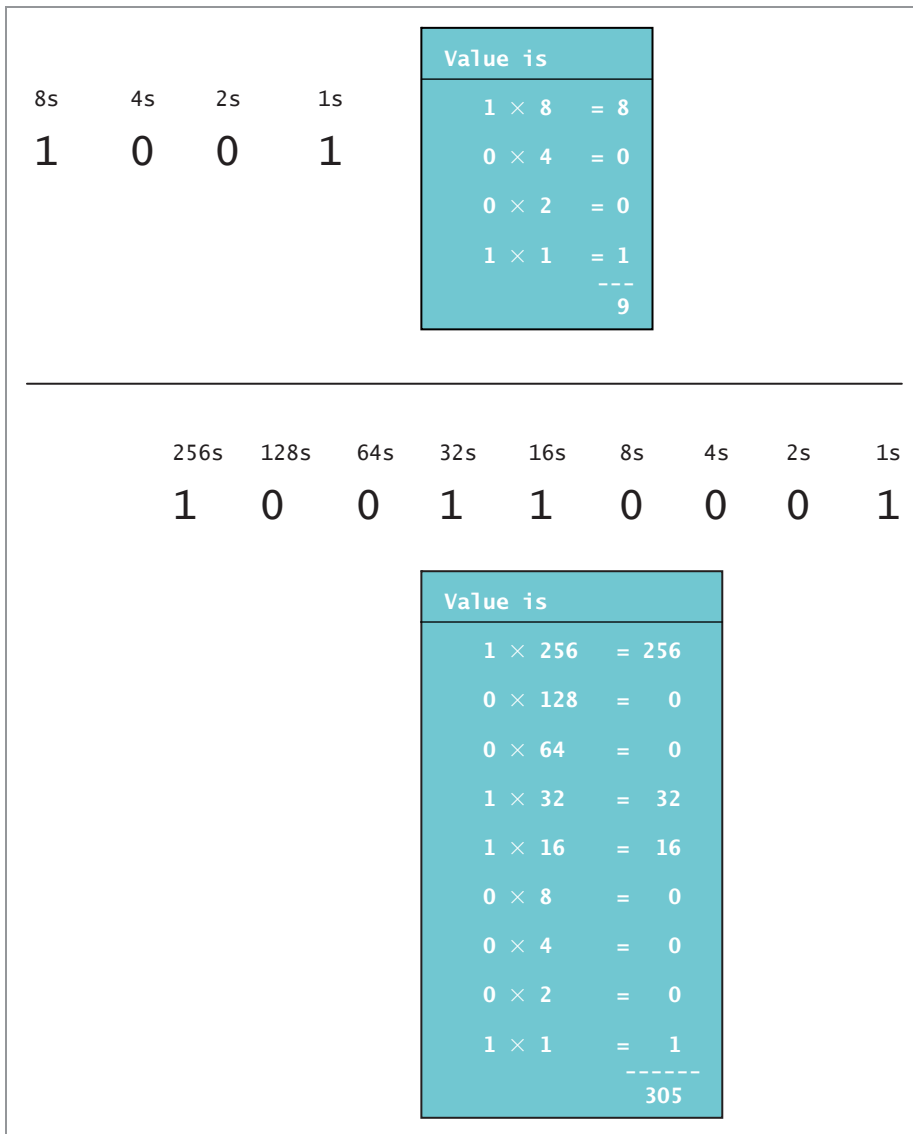 8s 4s 2s 1s
1 0 0 1
Value is
1 × 8 = 8
0 × 4 = 0
0 × 2 = 0
1 × 1 = 1
---
9
256s 128s 64s 32s 16s 8s 4s 2s 1s
1 0 0 1 1 0 0 0 1
Value is
1 × 256 = 256
0 × 128 = 0
0 × 64 = 0
1 × 32 = 32
1 × 16 = 16
0 × 8 = 0
0 × 4 = 0
0 × 2 = 0
1 × 1 = 1
------
305